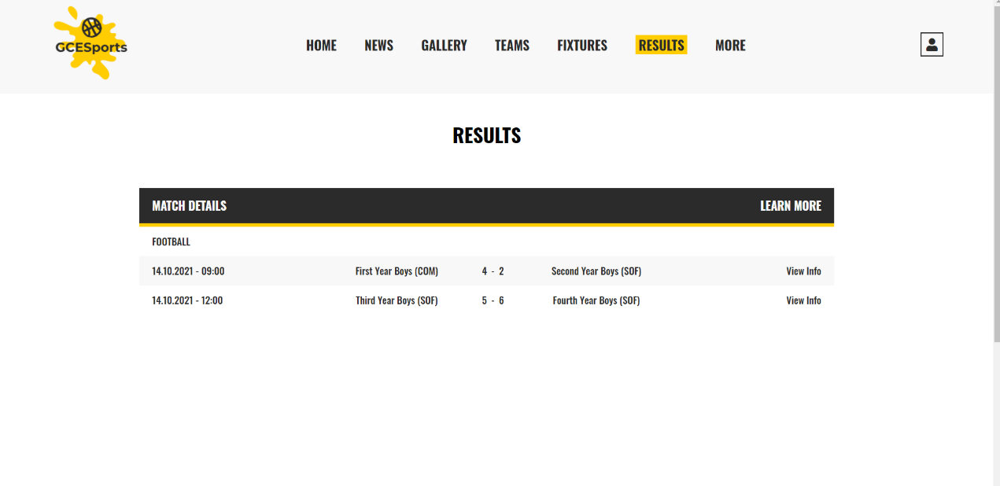 GCESports
HOME NEWS GALLERY TEAMS FIXTURES RESULTS MORE
RESULTS
MATCH DETAILS LEARN MORE
FOOTBALL
14.10.2021 - 09:00 First Year Boys (COM) 4 - 2 Second Year Boys (SOF) View Info
14.10.2021 - 12:00 Third Year Boys (SOF) 5 - 6 Fourth Year Boys (SOF) View Info